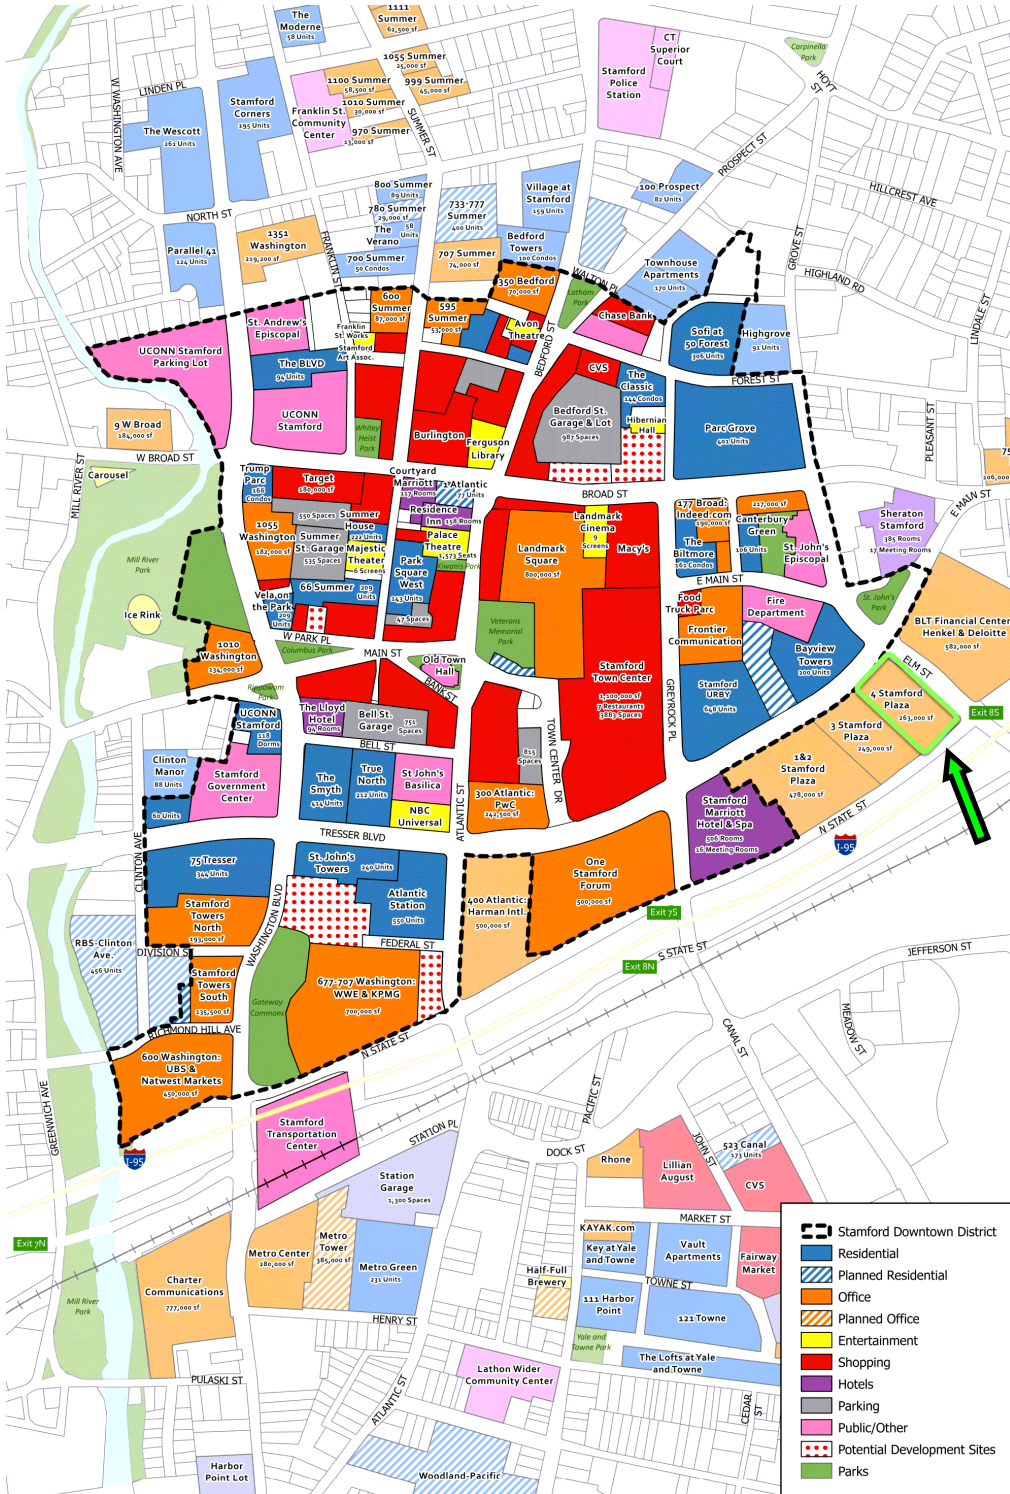 The
Moderne
58 Units
1111
Summer
62,500 sf
1055 Summer
25,000 sf
1100 Summer
58,500 sf
999 Summer
45,000 sf
1010 Summer
30,000 sf
970 Summer
13,000 sf
CT
Superior
Court
Stamford
Police
Station
Carpinella
Park
HOYT
ST
W WASHINGTON AVE
LINDEN PL
The Wescott
261 Units
Stamford
Corners
195 Units
Franklin St.
Community
Center
SUMMER ST
PROSPECT ST
HILLCREST AVE
NORTH ST
800 Summer
89 Units
780 Summer
29,000 sf
The
Verano
58
Units
700 Summer
50 Condos
733-777
Summer
400 Units
Village at
Stamford
159 Units
100 Prospect
82 Units
Parallel 41
124 Units
1351
Washington
219,200 sf
FRANKLIN ST
707 Summer
74,000 sf
Bedford
Towers
100 Condos
GROVE ST
HIGHLAND RD
LINDALE ST
WALTON PL
Latham
Park
Townhouse
Apartments
170 Units
350 Bedford
70,000 sf
600
Summer
87,000 sf
595
Summer
53,000 sf
Avon
Theatre
Chase Bank
Sofi at
50 Forest
306 Units
Highgrove
91 Units
St. Andrew's
Episcopal
Franklin
St. Works
Stamford
Art Assoc.
BEDFORD ST
UCONN Stamford
Parking Lot
The BLVD
94 Units
CVS
The
Classic
144 Condos
FOREST ST
UCONN
Stamford
Whitey
Heist
Park
Burlington
Ferguson
Library
Bedford St.
Garage & Lot
987 Spaces
Hibernian
Hall
Parc Grove
401 Units
PLEASANT ST
9 W Broad
184,000 sf
W BROAD ST
Carousel
MILL RIVER ST
Trump
Parc
166
Condos
Target
180,000 sf
Courtyard
Marriott
117 Rooms
1 Atlantic
77 Units
BROAD ST
75
106,000
E MAIN ST
550 Spaces
Summer
House
222 Units
Residence
Inn 158 Rooms
Landmark
Cinema
9
Screens
177 Broad:
Indeed.com
190,000 sf
217,000 sf
Canterbury
Green
106 Units
Sheraton
Stamford
385 Rooms
17 Meeting Rooms
1055
Washington
182,000 sf
Summer
St. Garage
535 Spaces
Majestic
Theater
6 Screens
Palace
Theatre
1,573 Seats
Kiwanis Park
Landmark
Square
800,000 sf
Macy's
The
Biltmore
161 Condos
St. John's
Episcopal
Mill River
Park
Park
Square
West
143 Units
E MAIN ST
66 Summer
209
Units
Vela on
the Park
209
Units
47 Spaces
Food
Truck Parc
Fire
Department
St. John's
Park
Ice Rink
Veterans
Memorial
Park
Frontier
Communication
BLT Financial Center
Henkel & Deloitte
582,000 sf
W PARK PL
Columbus Park
MAIN ST
1010
Washington
134,000 sf
Old Town
Hall
Bayview
Towers
200 Units
ELM ST
Rippowam
Park
BANK ST
Stamford
Town Center
1,100,000 sf
7 Restaurants
3883 Spaces
GREYROCK PL
Stamford
URBY
648 Units
4 Stamford
Plaza
263,000 sf
Exit 8S
UCONN
Stamford
118
Dorms
The Lloyd
Hotel
94 Rooms
Bell St.
Garage
751
Spaces
3 Stamford
Plaza
249,000 sf
BELL ST
815
Spaces
TOWN CENTER DR
1&2
Stamford
Plaza
478,000 sf
Clinton
Manor
88 Units
Stamford
Government
Center
The
Smyth
414 Units
True
North
212 Units
St John's
Basilica
NBC
Universal
300 Atlantic:
PwC
242,500 sf
Stamford
Marriott
Hotel & Spa
506 Rooms
16 Meeting Rooms
N STATE ST
60 Units
ATLANTIC ST
TRESSER BLVD
I-95
CLINTON AVE
75 Tresser
344 Units
St. John's
Towers
240 Units
Atlantic
Station
550 Units
400 Atlantic:
Harman Intl.
500,000 sf
One
Stamford
Forum
500,000 sf
Stamford
Towers
North
193,000 sf
WASHINGTON BLVD
Exit 7S
RBS-Clinton
Ave.
456 Units
DIVISION ST
FEDERAL ST
S STATE ST
JEFFERSON ST
Exit 8N
Stamford
Towers
South
135,500 sf
Gateway
Commons
677-707 Washington:
WWE & KPMG
700,000 sf
RICHMOND HILL AVE
N STATE ST
CANAL ST
MEADOW ST
600 Washington:
UBS &
Natwest Markets
450,000 sf
GREENWICH AVE
PACIFIC ST
Stamford
Transportation
Center
STATION PL
I-95
DOCK ST
JOHN ST
523 Canal
173 Units
Rhone
Lillian
August
CVS
Station
Garage
1,300 Spaces
MARKET ST
Exit 7N
Metro Center
280,000 sf
Metro
Tower
385,000 sf
Metro Green
231 Units
KAYAK.com
Key at Yale
and Towne
Vault
Apartments
Fairway
Market
Charter
Communications
777,000 sf
Half-Full
Brewery
TOWNE ST
Mill River
Park
111 Harbor
Point
121 Towne
HENRY ST
Yale and
Towne Park
The Lofts at Yale
and Towne
PULASKI ST
ATLANTIC ST
Lathon Wider
Community Center
CEDAR
ST
Harbor
Point Lot
Woodland-Pacific
Stamford Downtown District
Residential
Planned Residential
Office
Planned Office
Entertainment
Shopping
Hotels
Parking
Public/Other
Potential Development Sites
Parks